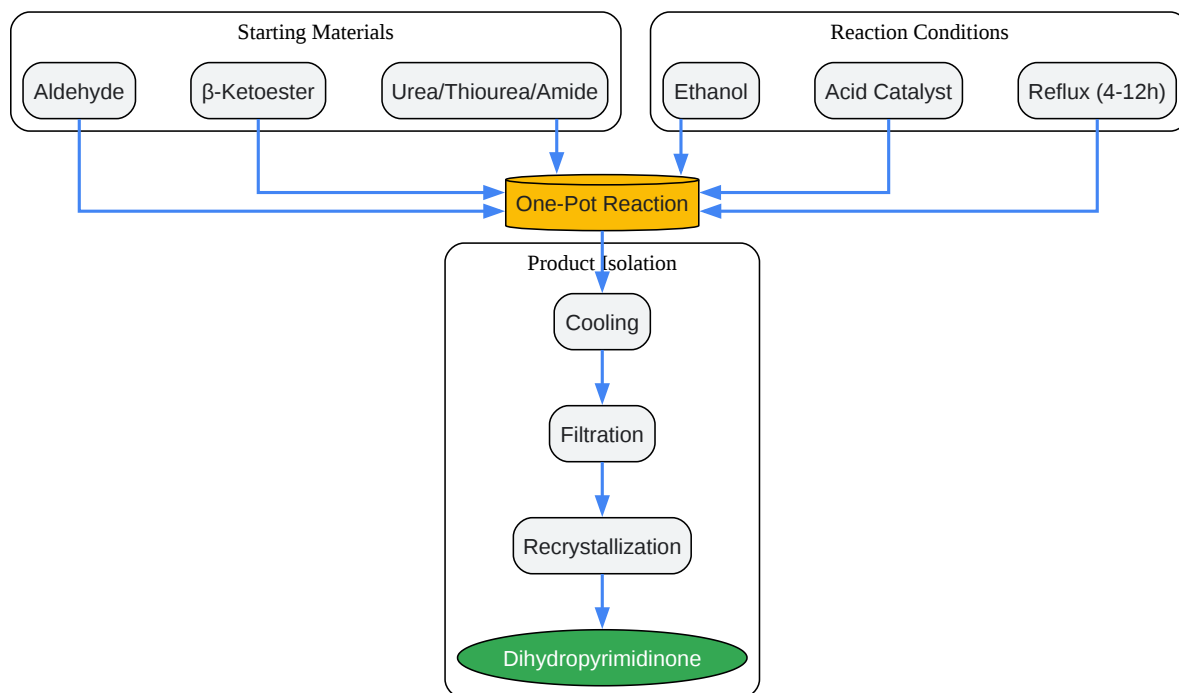 Starting Materials
Reaction Conditions
Aldehyde
β-Ketoester
Urea/Thiourea/Amide
Ethanol
Acid Catalyst
Reflux (4-12h)
One-Pot Reaction
Product Isolation
Cooling
Filtration
Recrystallization
Dihydropyrimidinone